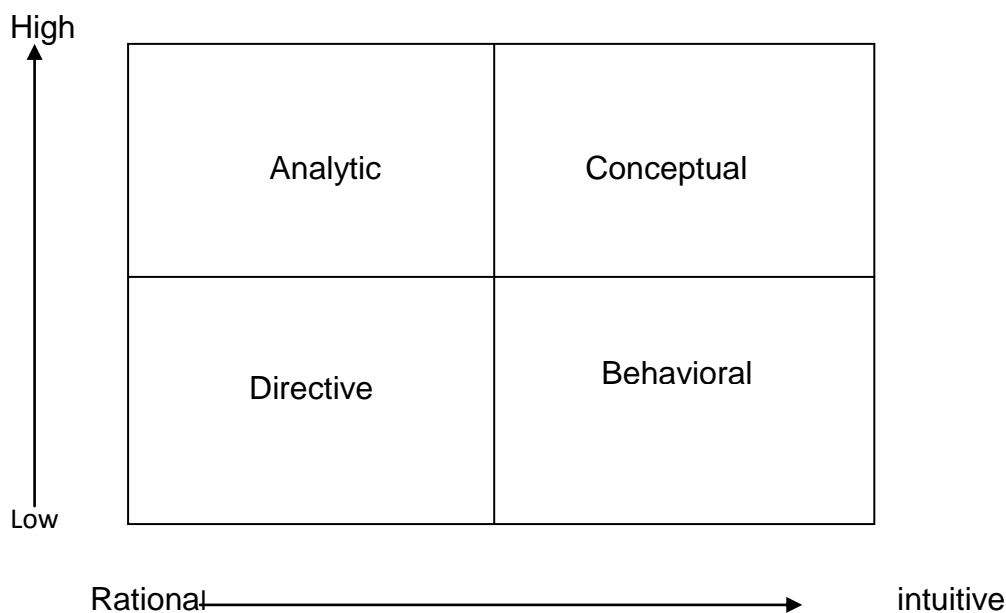 High
Analytic Conceptual
Directive Behavioral
Low
Rational intuitive